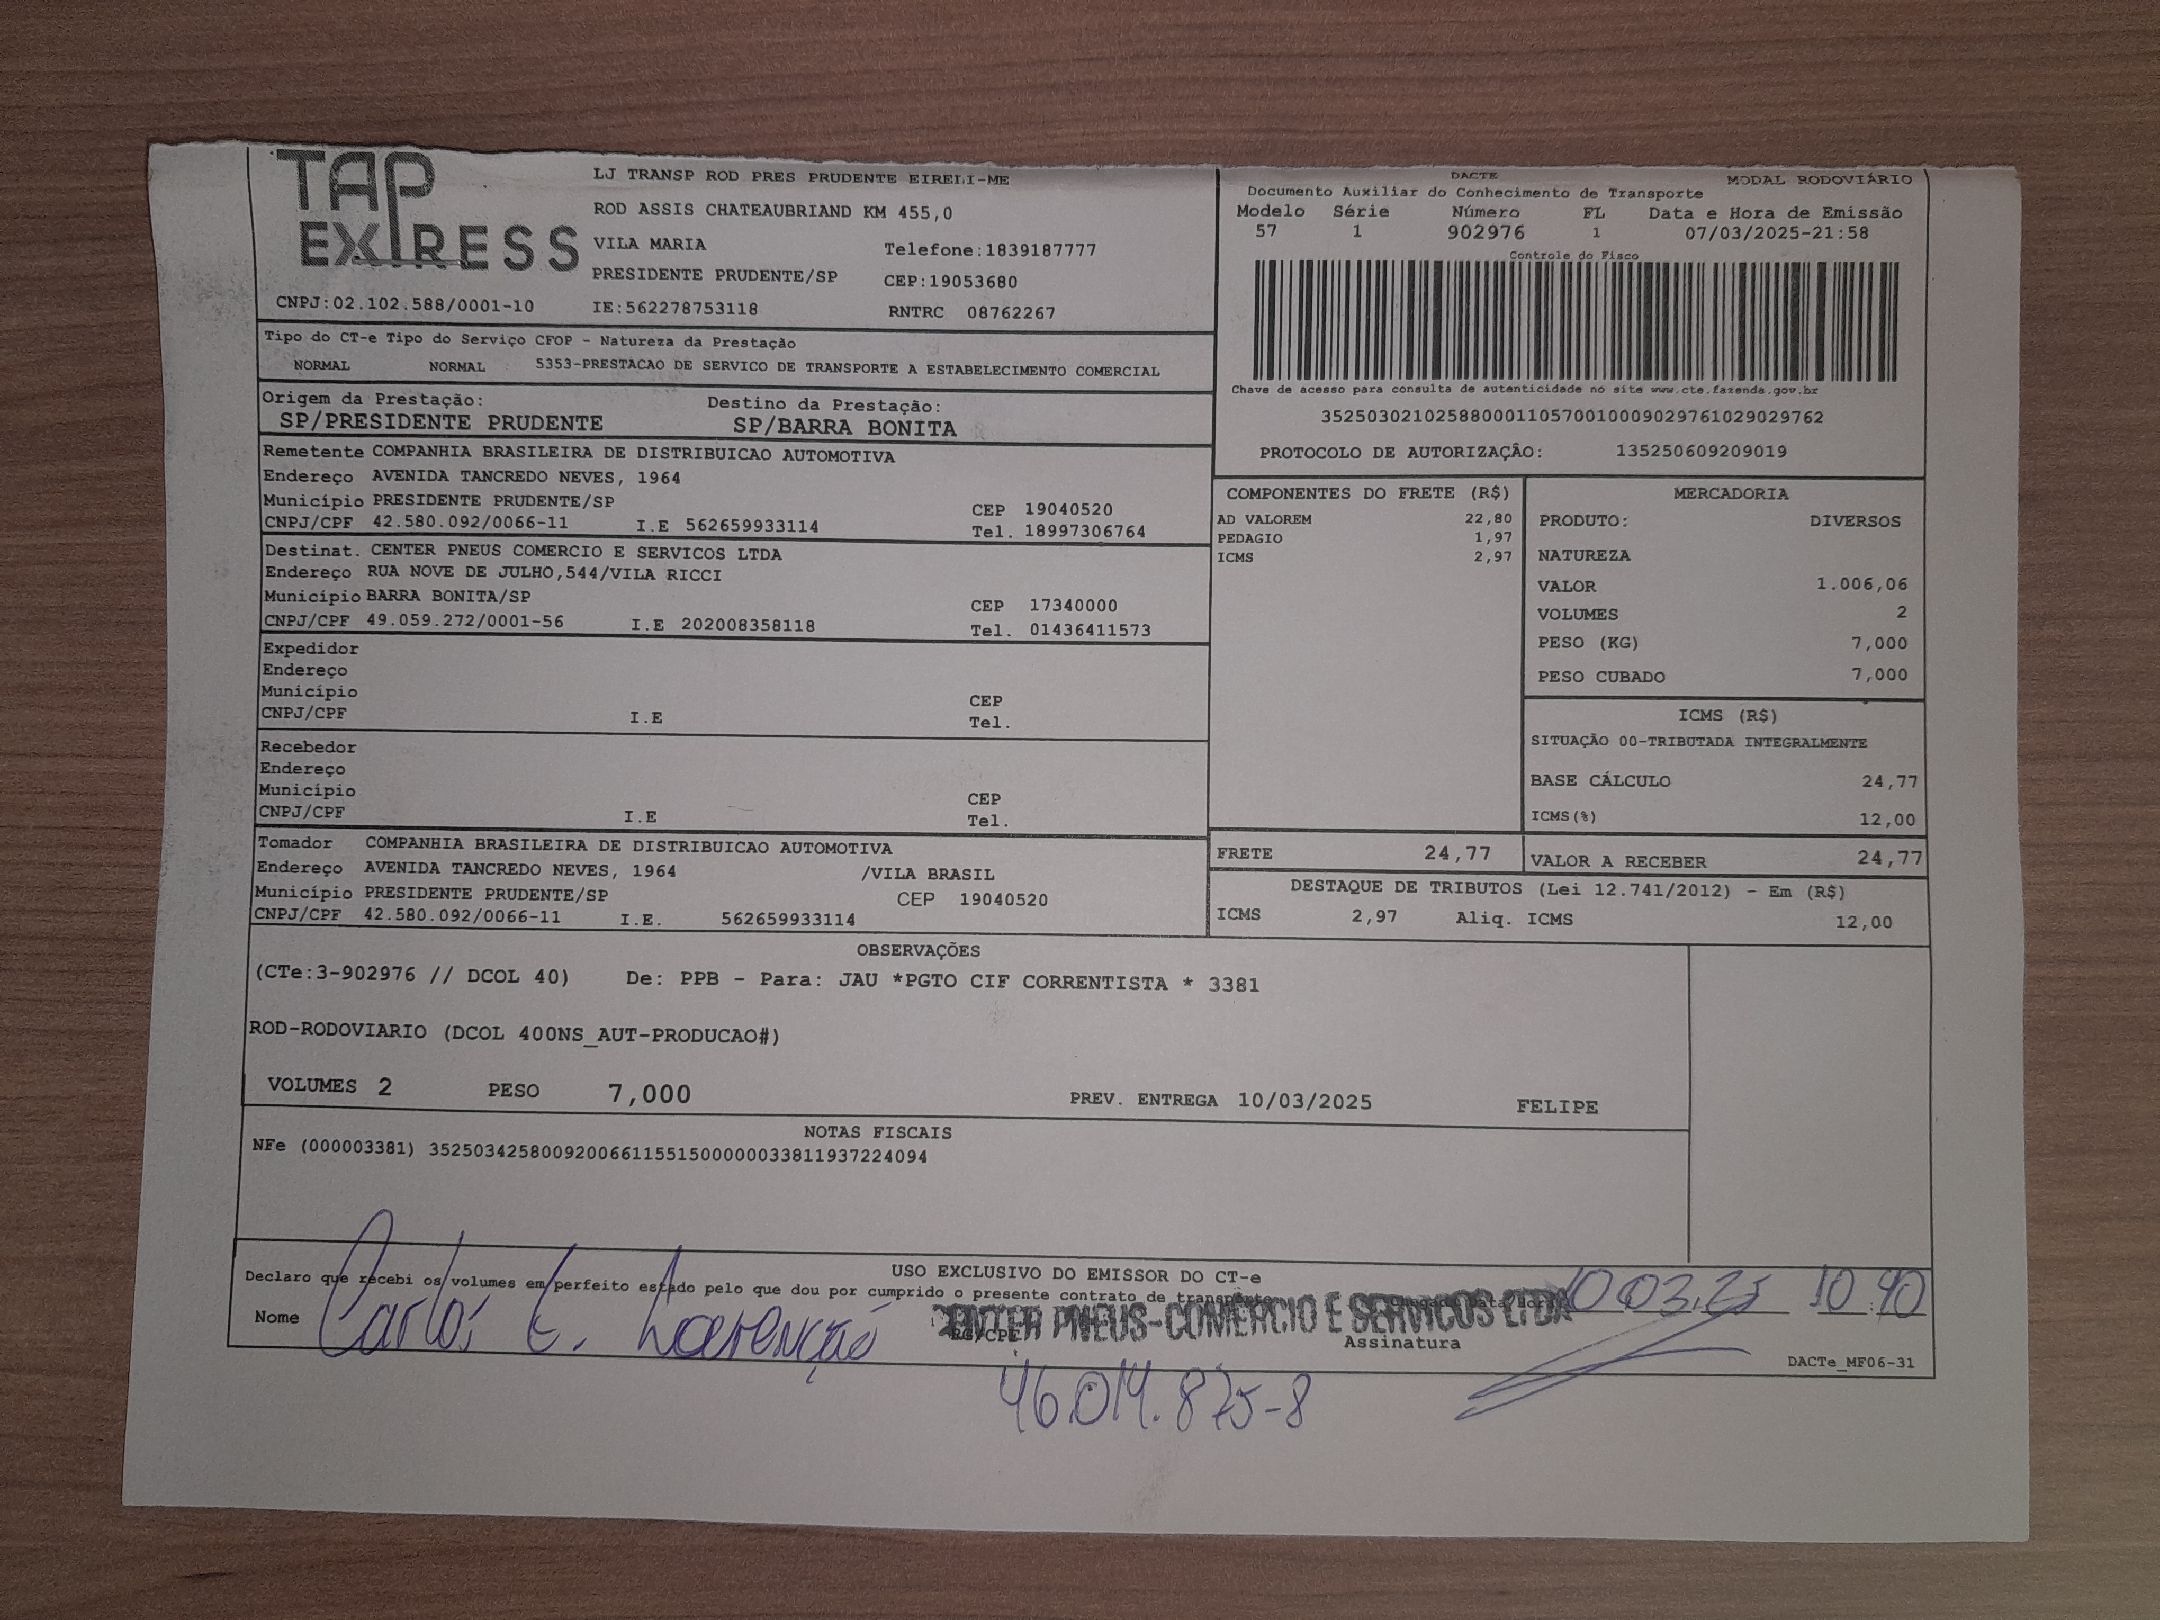 TAP EXPRESS
LJ TRANSP ROD PRES PRUDENTE EIRELI-ME
ROD ASSIS CHATEAUBRIAND KM 455,0
VILA MARIA Telefone:1839187777
PRESIDENTE PRUDENTE/SP CEP:19053680
CNPJ:02.102.588/0001-10 IE:562278753118 RNTRC 08762267
DACTE MODAL RODOVIÁRIO
Documento Auxiliar do Conhecimento de Transporte
Modelo Série Número FL Data e Hora de Emissão
57 1 902976 1 07/03/2025-21:58
Controle do Fisco
Chave de acesso para consulta de autenticidade no site www.cte.fazenda.gov.br
35250302102588000110570010009029761029029762
PROTOCOLO DE AUTORIZAÇÂO: 135250609209019
Tipo do CT-e Tipo do Serviço CFOP - Natureza da Prestação
NORMAL NORMAL 5353-PRESTACAO DE SERVICO DE TRANSPORTE A ESTABELECIMENTO COMERCIAL
Origem da Prestação: Destino da Prestação:
SP/PRESIDENTE PRUDENTE SP/BARRA BONITA
Remetente COMPANHIA BRASILEIRA DE DISTRIBUICAO AUTOMOTIVA
Endereço AVENIDA TANCREDO NEVES, 1964
Município PRESIDENTE PRUDENTE/SP CEP 19040520
CNPJ/CPF 42.580.092/0066-11 I.E 562659933114 Tel. 18997306764
Destinat. CENTER PNEUS COMERCIO E SERVICOS LTDA
Endereço RUA NOVE DE JULHO,544/VILA RICCI
Município BARRA BONITA/SP CEP 17340000
CNPJ/CPF 49.059.272/0001-56 I.E 202008358118 Tel. 01436411573
Expedidor
Endereço
Município CEP
CNPJ/CPF I.E Tel.
Recebedor
Endereço
Município CEP
CNPJ/CPF I.E Tel.
Tomador COMPANHIA BRASILEIRA DE DISTRIBUICAO AUTOMOTIVA
Endereço AVENIDA TANCREDO NEVES, 1964 /VILA BRASIL
Município PRESIDENTE PRUDENTE/SP CEP 19040520
CNPJ/CPF 42.580.092/0066-11 I.E. 562659933114
COMPONENTES DO FRETE (R$)
AD VALOREM 22,80
PEDAGIO 1,97
ICMS 2,97
MERCADORIA
PRODUTO: DIVERSOS
NATUREZA
VALOR 1.006,06
VOLUMES 2
PESO (KG) 7,000
PESO CUBADO 7,000
ICMS (R$)
SITUAÇÃO 00-TRIBUTADA INTEGRALMENTE
BASE CÁLCULO 24,77
ICMS(%) 12,00
FRETE 24,77 VALOR A RECEBER 24,77
DESTAQUE DE TRIBUTOS (Lei 12.741/2012) - Em (R$)
ICMS 2,97 Aliq. ICMS 12,00
OBSERVAÇÕES
(CTe:3-902976 // DCOL 40) De: PPB - Para: JAU *PGTO CIF CORRENTISTA * 3381
ROD-RODOVIARIO (DCOL 400NS_AUT-PRODUCAO#)
VOLUMES 2 PESO 7,000 PREV. ENTREGA 10/03/2025 FELIPE
NOTAS FISCAIS
NFe (000003381) 35250342580092006611551500000033811937224094
USO EXCLUSIVO DO EMISSOR DO CT-e
Declaro que recebi os volumes em perfeito estado pelo que dou por cumprido o presente contrato de transporte
10 03.25 10:40
Nome Carlos E. Lourenção RG/CPF
CENTER PNEUS-COMERCIO E SERVICOS LTDA
Assinatura
DACTe_MF06-31
46.014.875-8